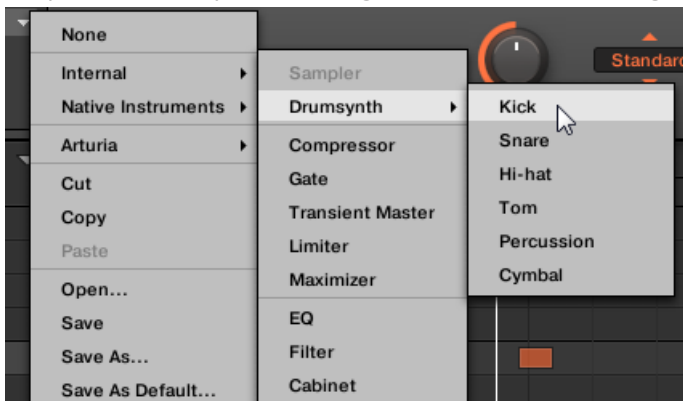 None
Internal
Native Instruments
Arturia
Cut
Copy
Paste
Open...
Save
Save As...
Save As Default...
Sampler
Drumsynth
Compressor
Gate
Transient Master
Limiter
Maximizer
EQ
Filter
Cabinet
Kick
Snare
Hi-hat
Tom
Percussion
Cymbal
Standard